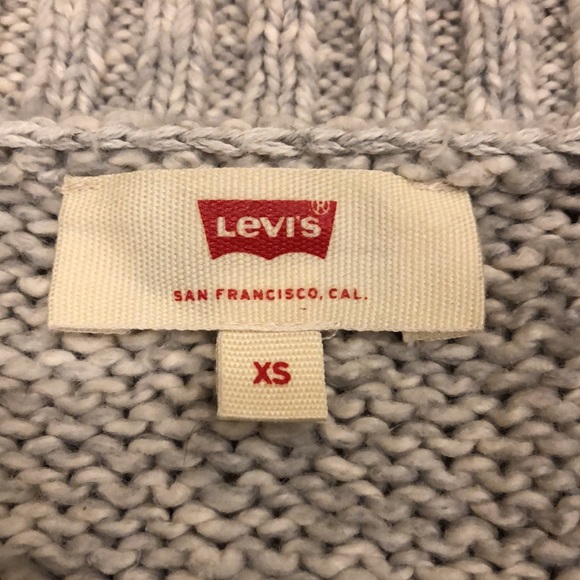 Levi's®
SAN FRANCISCO, CAL.
XS